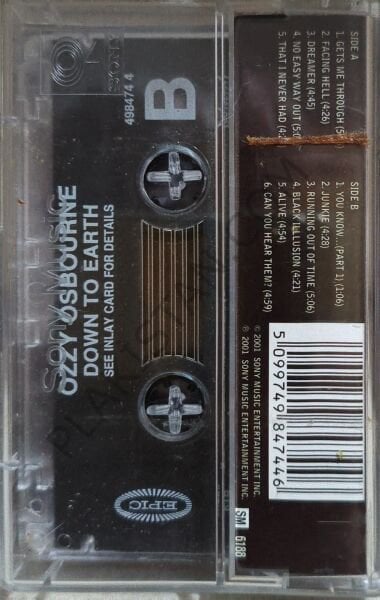 SIDE A
1. GETS ME THROUGH
2. FACING HELL (4:26)
3. DREAMER (4:45)
4. NO EASY WAY OUT
5. THAT I NEVER HAD
SIDE B
1. YOU KNOW...(PART 1) (1:06)
2. JUNKIE (4:28)
3. RUNNING OUT OF TIME (5:06)
4. BLACK ILLUSION (4:21)
5. ALIVE (4:54)
6. CAN YOU HEAR THEM? (4:59)
℗ 2001 SONY MUSIC ENTERTAINMENT INC.
© 2001 SONY MUSIC ENTERTAINMENT INC.
5 099749 847446
SM 6188
498474 4
B
OZZY OSBOURNE
DOWN TO EARTH
SEE INLAY CARD FOR DETAILS
EPIC
Sony Music